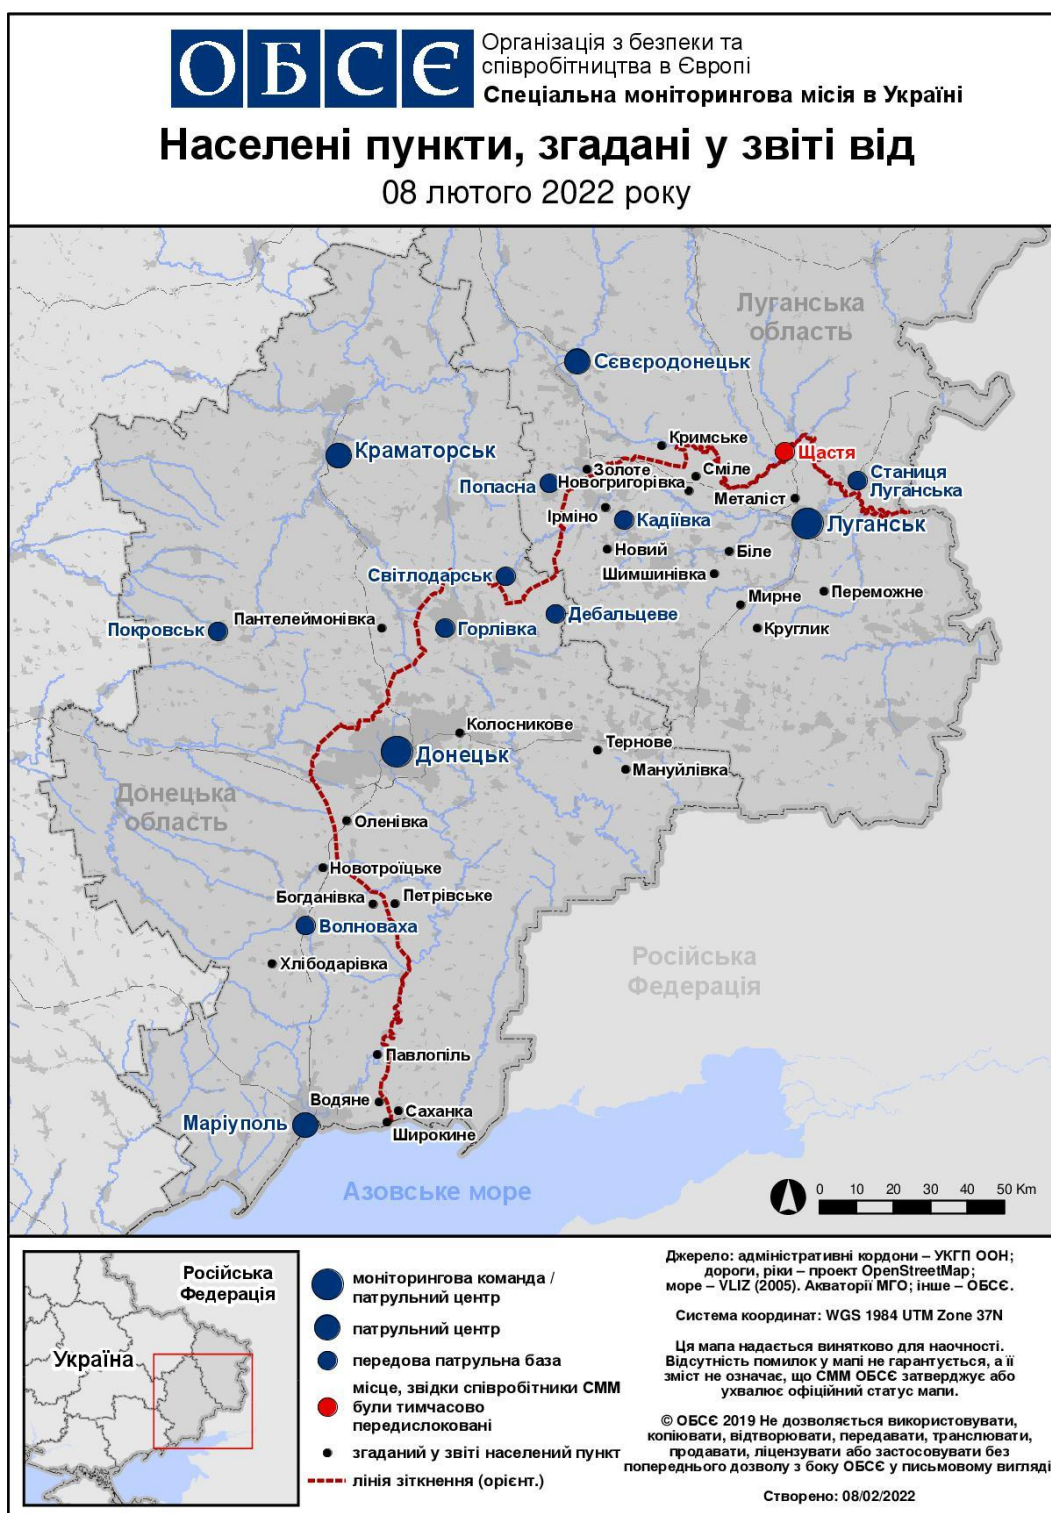 ОБСЄ
Організація з безпеки та
співробітництва в Європі
Спеціальна моніторингова місія в Україні
Населені пункти, згадані у звіті від
08 лютого 2022 року
Луганська
область
Сєвєродонецьк
Кримське
Щастя
Краматорськ
Золоте
Сміле
Станиця
Луганська
Попасна
Новогригорівка
Металіст
Ірміно
Кадіївка
Луганськ
Новий
Біле
Світлодарськ
Шимшинівка
Переможне
Мирне
Дебальцеве
Пантелеймонівка
Покровськ
Горлівка
Круглик
Колосникове
Тернове
Донецьк
Мануйлівка
Донецька
область
Оленівка
Новотроїцьке
Богданівка
Петрівське
Волноваха
Хлібодарівка
Російська
Федерація
Павлопіль
Водяне
Саханка
Маріуполь
Широкине
Азовське море
0 10 20 30 40 50 Km
Російська
Федерація
Україна
моніторингова команда /
патрульний центр
патрульний центр
передова патрульна база
місце, звідки співробітники СММ
були тимчасово
передислоковані
згаданий у звіті населений пункт
лінія зіткнення (орієнт.)
Джерело: адміністративні кордони – УКГП ООН;
дороги, ріки – проект OpenStreetMap;
море – VLIZ (2005). Акваторії МГО; інше – ОБСЄ.
Система координат: WGS 1984 UTM Zone 37N
Ця мапа надається винятково для наочності.
Відсутність помилок у мапі не гарантується, а її
зміст не означає, що СММ ОБСЄ затверджує або
ухвалює офіційний статус мапи.
© ОБСЄ 2019 Не дозволяється використовувати,
копіювати, відтворювати, передавати, транслювати,
продавати, ліцензувати або застосовувати без
попереднього дозволу з боку ОБСЄ у письмовому вигляді
Створено: 08/02/2022